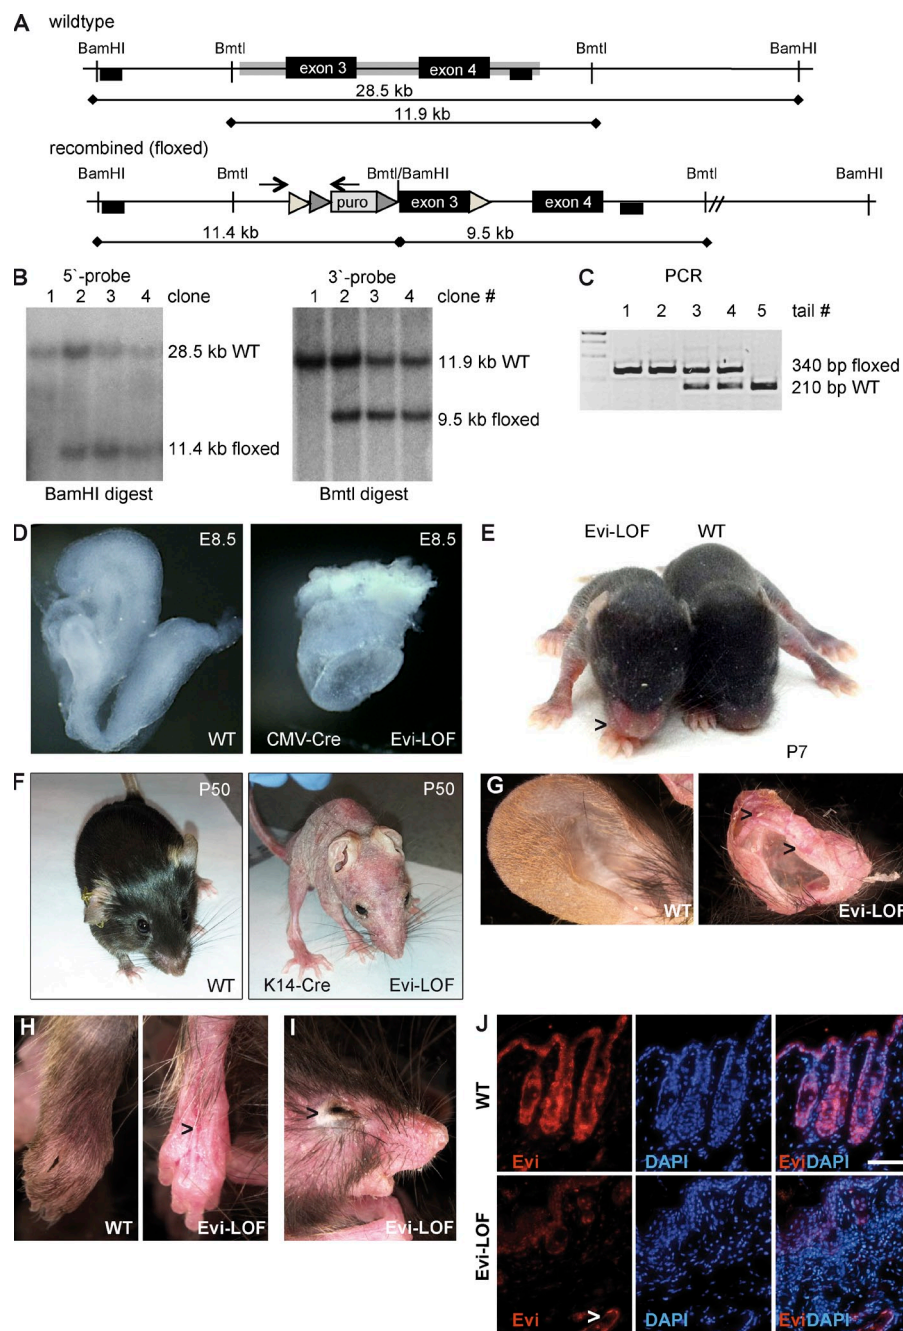 A
wildtype
BamHI BmtI BmtI BamHI
exon 3 exon 4
28.5 kb
11.9 kb
recombined (floxed)
BamHI BmtI BmtI/BamHI BmtI BamHI
puro exon 3 exon 4
11.4 kb 9.5 kb
B 5`-probe
1 2 3 4 clone
28.5 kb WT
11.4 kb floxed
BamHI digest
3`-probe
1 2 3 4 clone #
11.9 kb WT
9.5 kb floxed
BmtI digest
C PCR
1 2 3 4 5 tail #
340 bp floxed
210 bp WT
D
E8.5
WT
E8.5
CMV-Cre Evi-LOF
E
Evi-LOF WT
>
P7
F
P50
WT
P50
K14-Cre Evi-LOF
G
WT
>
>
Evi-LOF
H
WT
>
Evi-LOF
I
>
Evi-LOF
J
WT
Evi DAPI EviDAPI
Evi-LOF
>
Evi DAPI EviDAPI